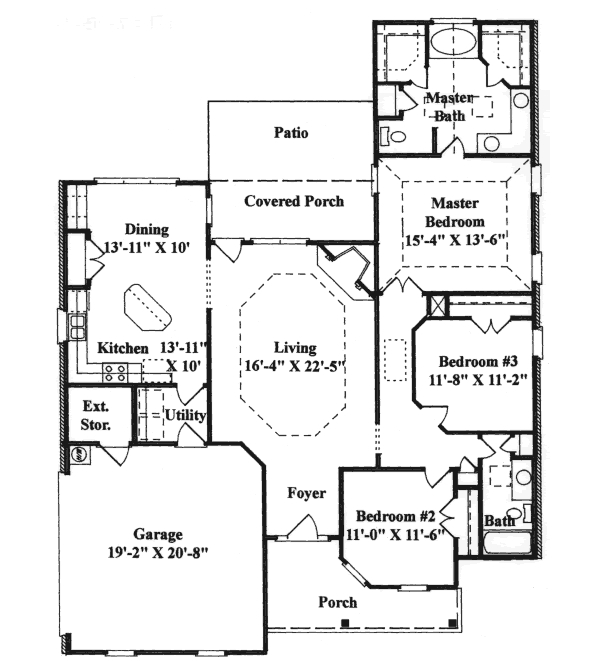 Master
Bath
Patio
Covered Porch
Master
Bedroom
15'-4" X 13'-6"
Dining
13'-11" X 10'
Kitchen 13'-11"
X 10'
Living
16'-4" X 22'-5"
Bedroom #3
11'-8" X 11'-2"
Ext.
Stor.
Utility
Foyer
Bedroom #2
11'-0" X 11'-6"
Bath
Garage
19'-2" X 20'-8"
Porch